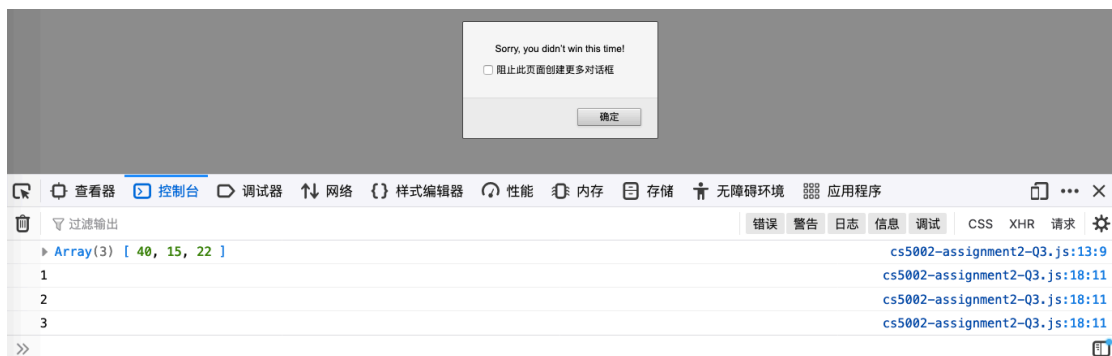 Sorry, you didn't win this time!
阻止此页面创建更多对话框
确定
查看器 控制台 调试器 网络 {} 样式编辑器 性能 内存 存储 无障碍环境 应用程序
过滤输出 错误 警告 日志 信息 调试 CSS XHR 请求
Array(3) [ 40, 15, 22 ] cs5002-assignment2-Q3.js:13:9
1 cs5002-assignment2-Q3.js:18:11
2 cs5002-assignment2-Q3.js:18:11
3 cs5002-assignment2-Q3.js:18:11